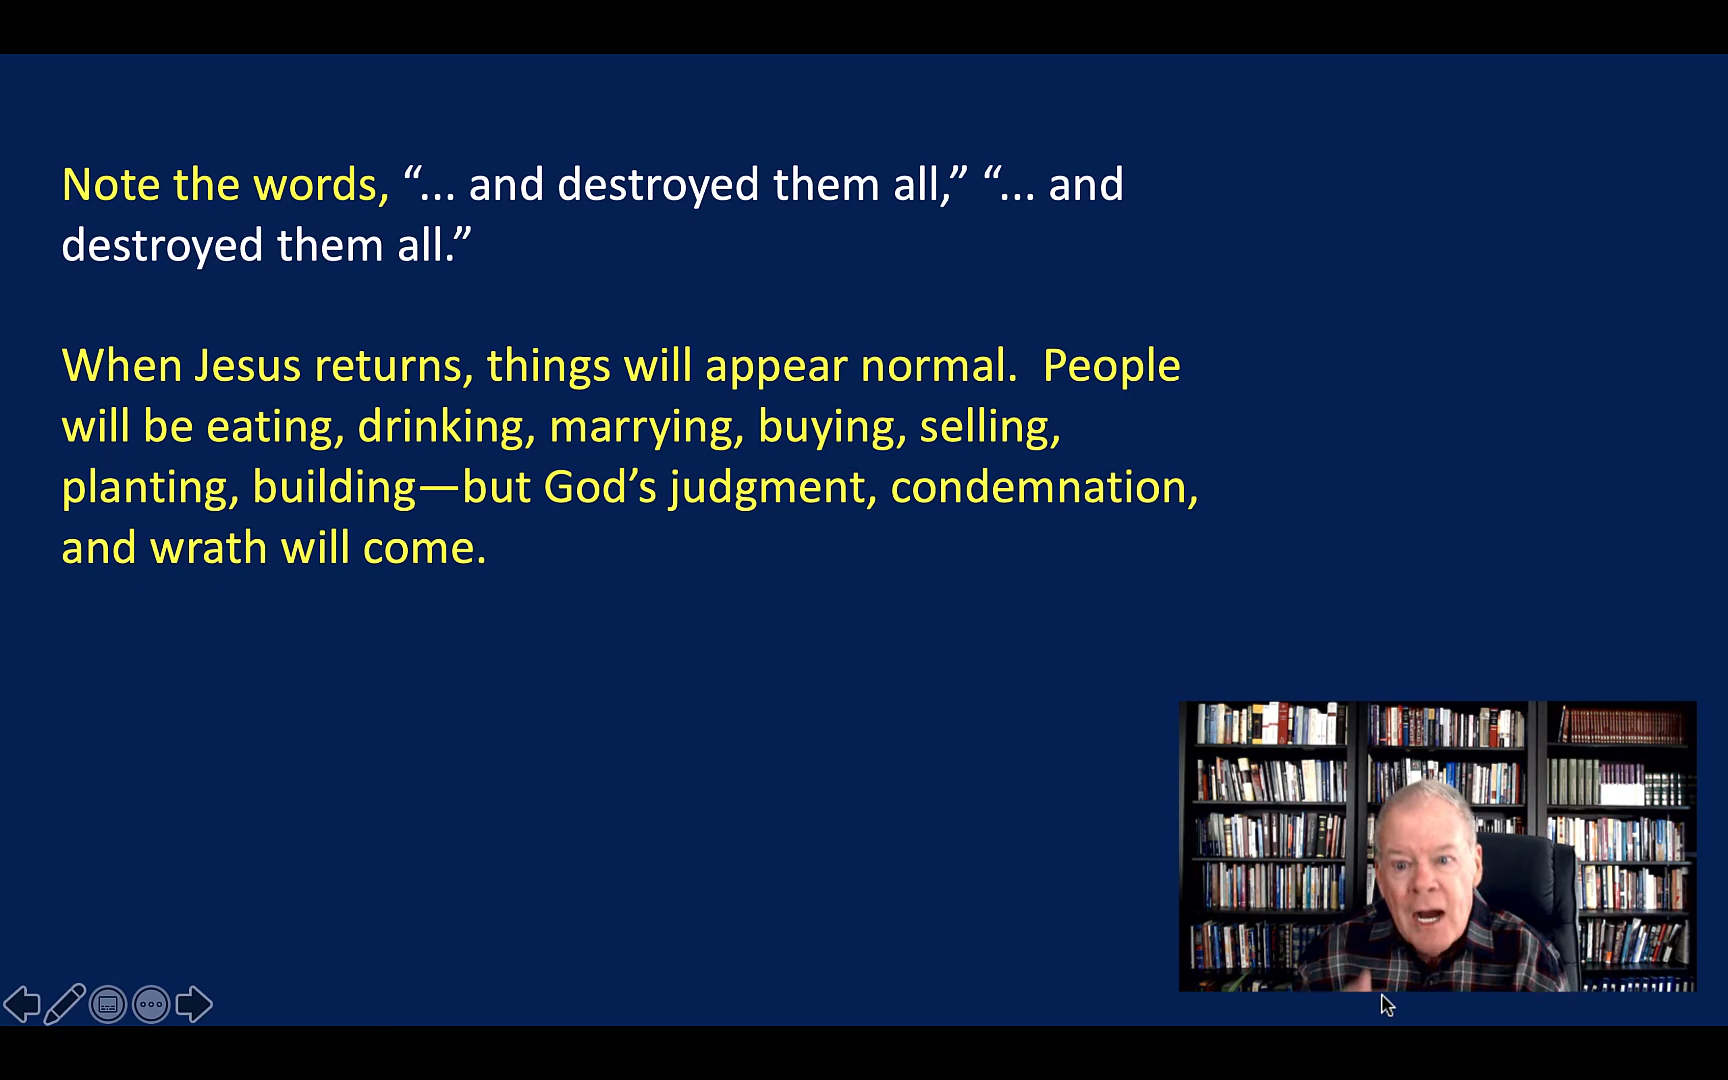 Note the words, “... and destroyed them all,” “... and
destroyed them all.”
When Jesus returns, things will appear normal.  People
will be eating, drinking, marrying, buying, selling,
planting, building—but God’s judgment, condemnation,
and wrath will come.